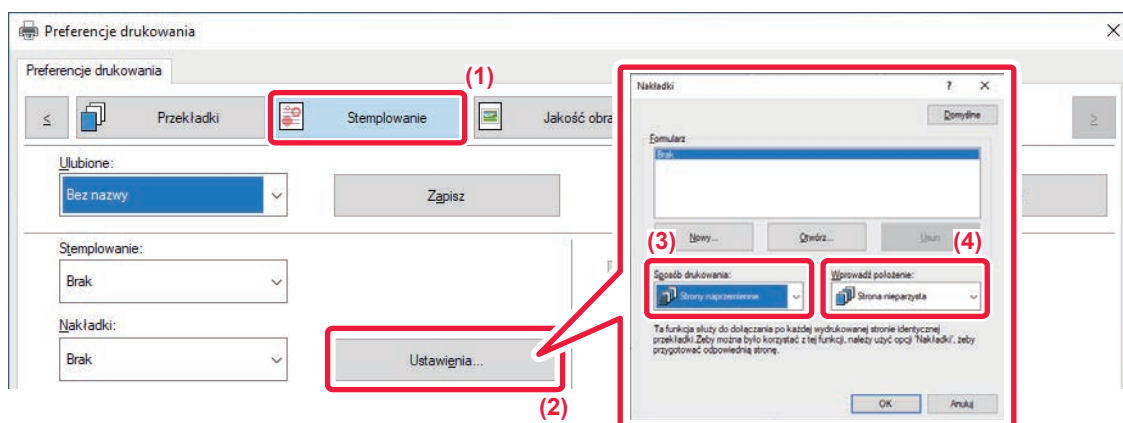 Preferencje drukowania
Preferencje drukowania
(1)
<
Przekładki
Stemplowanie
Jakość obra
>
Ulubione:
Bez nazwy
Zapisz
Stemplowanie:
Brak
Nakładki:
Brak
Ustawienia...
(2)
Nakładki
?
Domyślne
Formularz
Brak
Nowy...
Otwórz...
Usuń
(3)
(4)
Sposób drukowania:
Wprowadź położenie:
Strony naprzemienne
Strona nieparzysta
Ta funkcja służy do dołączania po każdej wydrukowanej stronie identycznej
przekładki.Żeby można było korzystać z tej funkcji, należy użyć opcji 'Nakładki', żeby
przygotować odpowiednią stronę.
OK
Anuluj